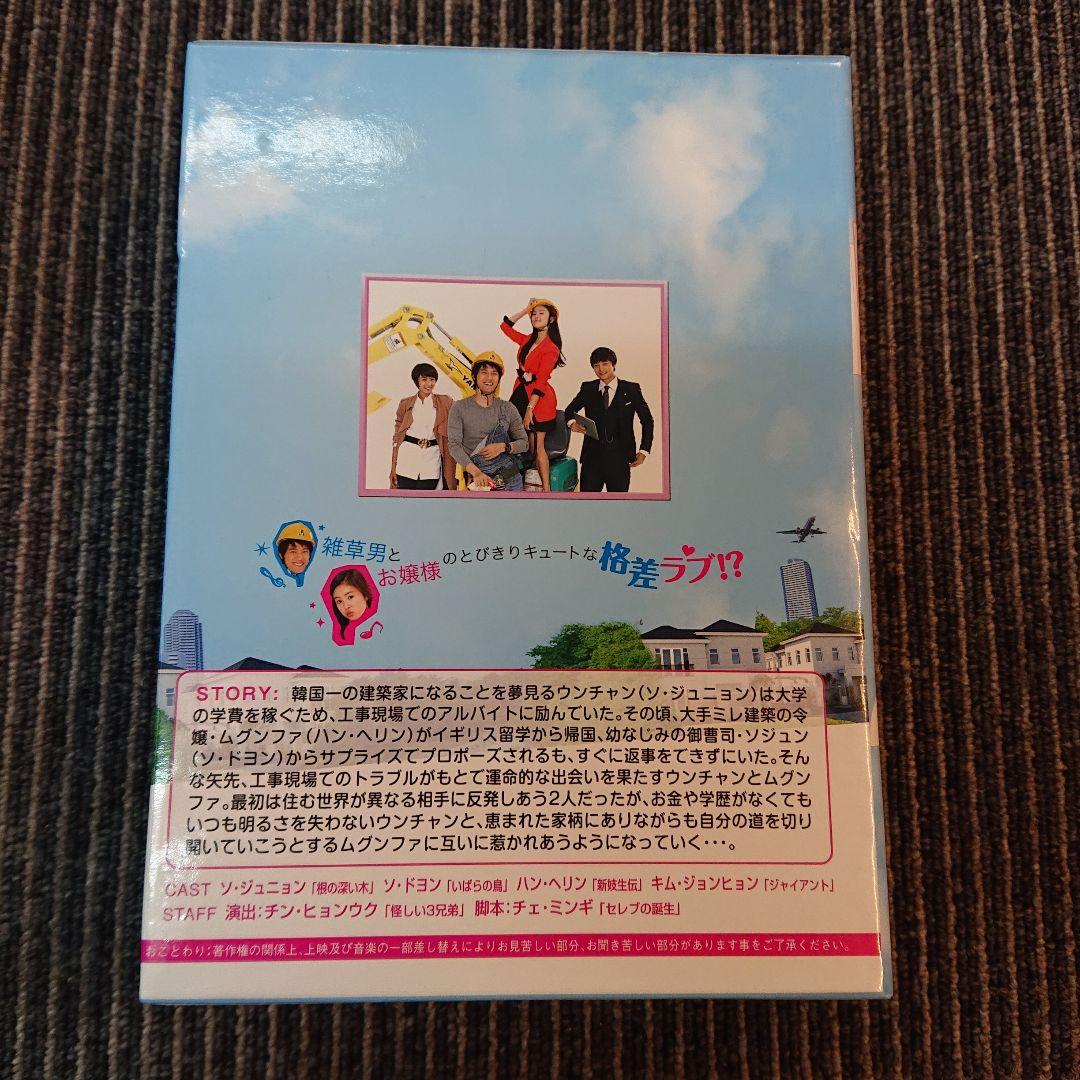 YAN
雑草男と
お嬢様
のとびきりキュートな格差ラブ!?
STORY: 韓国一の建築家になることを夢見るウンチャン(ソ・ジュニョン)は大学
の学費を稼ぐため、工事現場でのアルバイトに励んでいた。その頃、大手ミレ建築の令
嬢・ムグンファ(ハン・ヘリン)がイギリス留学から帰国、幼なじみの御曹司・ソジュン
(ソ・ドヨン)からサプライズでプロポーズされるも、すぐに返事をできずにいた。そん
な矢先、工事現場でのトラブルがもとで運命的な出会いを果たすウンチャンとムグン
ファ。最初は住む世界が異なる相手に反発しあう2人だったが、お金や学歴がなくても
いつも明るさを失わないウンチャンと、恵まれた家柄にありながらも自分の道を切り
開いていこうとするムグンファに互いに惹かれあうようになっていく・・・。
CAST ソ・ジュニョン「根の深い木」 ソ・ドヨン「いばらの鳥」 ハン・ヘリン「新妓生伝」 キム・ジョンヒョン「ジャイアント」
STAFF 演出:チン・ヒョンウク「怪しい3兄弟」 脚本:チェ・ミンギ「セレブの誕生」
おことわり:著作権の関係上、上映及び音楽の一部差し替えによりお見苦しい部分、お聞き苦しい部分があります事をご了承ください。